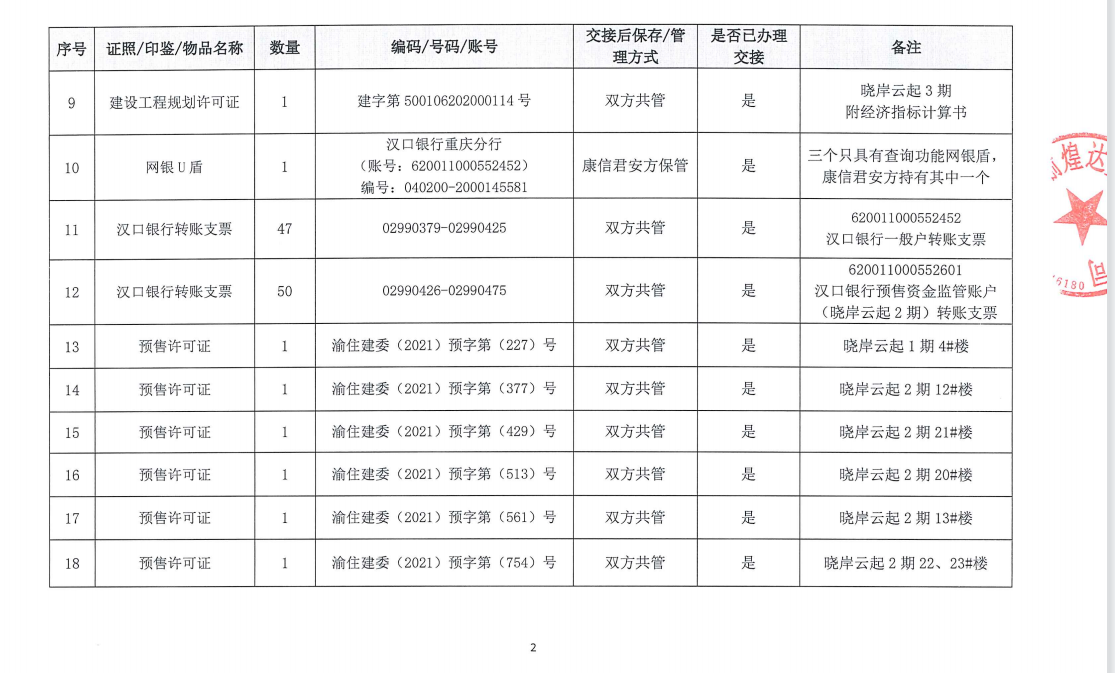 序号 证照/印鉴/物品名称 数量 编码/号码/账号 交接后保存/管理方式 是否已办理交接 备注
9 建设工程规划许可证 1 建字第 500106202000114 号 双方共管 是 晓岸云起 3 期
附经济指标计算书
10 网银 U 盾 1 汉口银行重庆分行
（账号：620011000552452）
编号：040200-2000145581 康信君安方保管 是 三个只具有查询功能网银盾，
康信君安方持有其中一个
11 汉口银行转账支票 47 02990379-02990425 双方共管 是 620011000552452
汉口银行一般户转账支票
12 汉口银行转账支票 50 02990426-02990475 双方共管 是 620011000552601
汉口银行预售资金监管账户
（晓岸云起 2 期）转账支票
13 预售许可证 1 渝住建委（2021）预字第（227）号 双方共管 是 晓岸云起 1 期 4#楼
14 预售许可证 1 渝住建委（2021）预字第（377）号 双方共管 是 晓岸云起 2 期 12#楼
15 预售许可证 1 渝住建委（2021）预字第（429）号 双方共管 是 晓岸云起 2 期 21#楼
16 预售许可证 1 渝住建委（2021）预字第（513）号 双方共管 是 晓岸云起 2 期 20#楼
17 预售许可证 1 渝住建委（2021）预字第（561）号 双方共管 是 晓岸云起 2 期 13#楼
18 预售许可证 1 渝住建委（2021）预字第（754）号 双方共管 是 晓岸云起 2 期 22、23#楼
煌达
6180
2